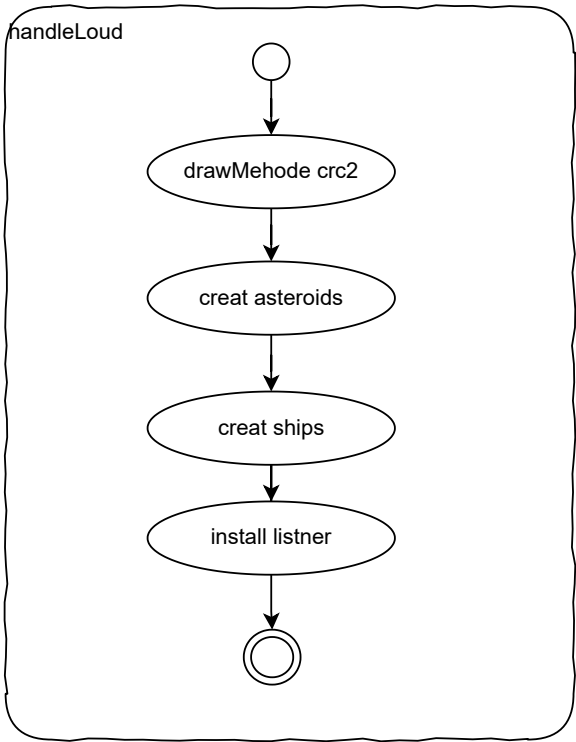 handleLoud
drawMehode crc2
creat asteroids
creat ships
install listner